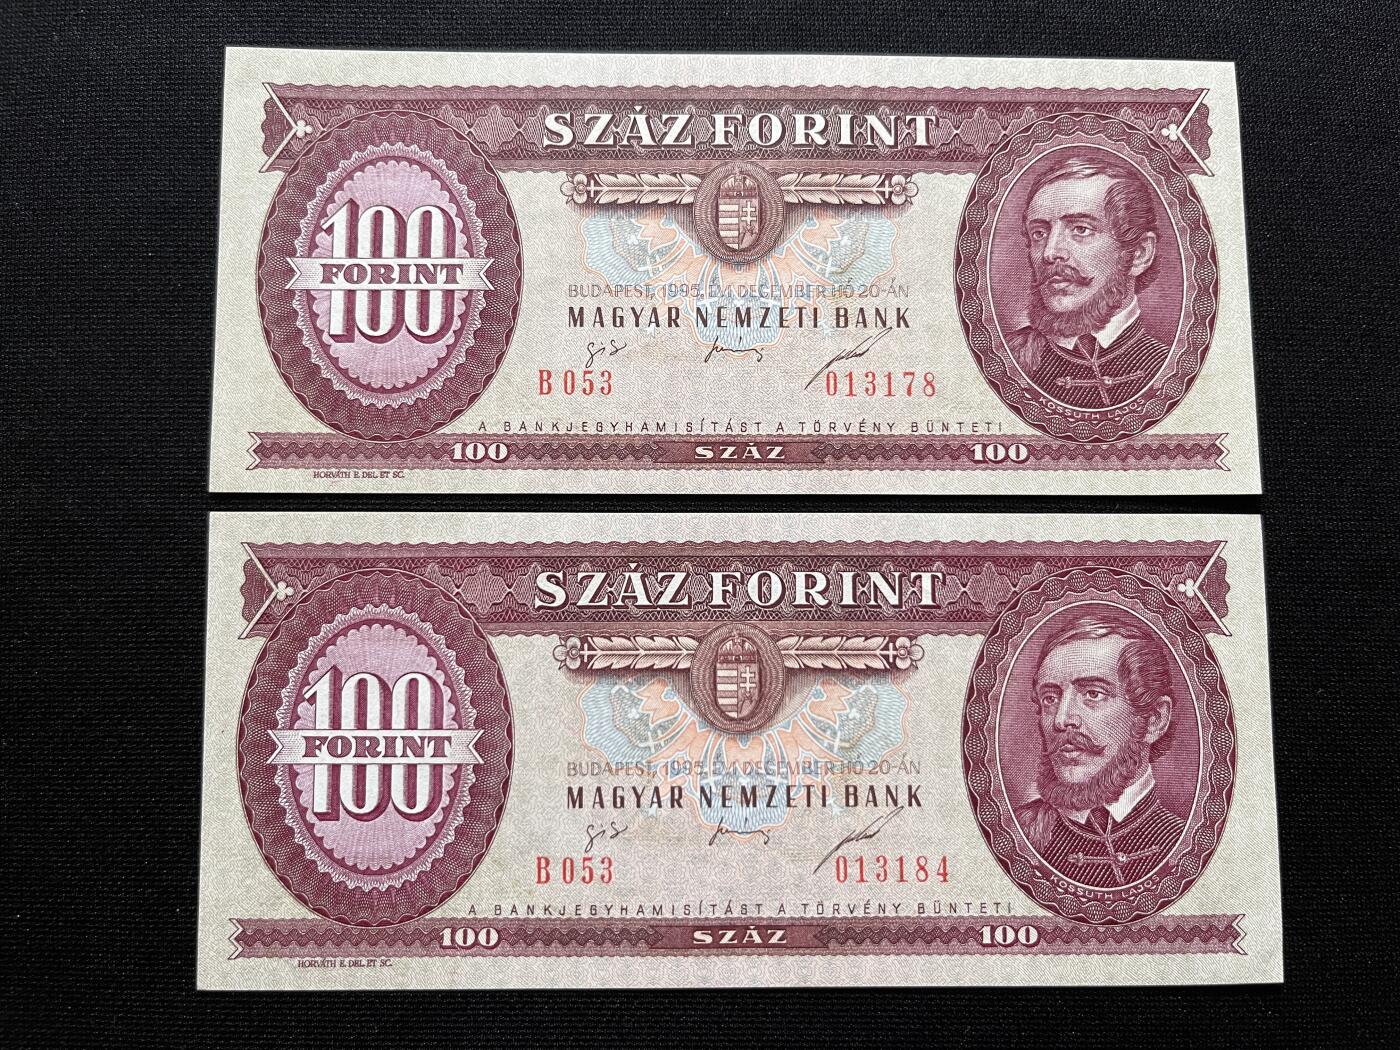 SZÁZ FORINT
100
FORINT
100
BUDAPEST, 1995. ÉVI DECEMBER HÓ 20-ÁN
MAGYAR NEMZETI BANK
B 053 013178
KOSSUTH LAJOS
A BANKJEGYHAMISÍTÁST A TÖRVÉNY BÜNTETI
100 SZÁZ 100
HORVÁTH E. DEL. ET SC.
SZÁZ FORINT
100
FORINT
100
BUDAPEST, 1995. ÉVI DECEMBER HÓ 20-ÁN
MAGYAR NEMZETI BANK
B 053 013184
KOSSUTH LAJOS
A BANKJEGYHAMISÍTÁST A TÖRVÉNY BÜNTETI
100 SZÁZ 100
HORVÁTH E. DEL. ET SC.